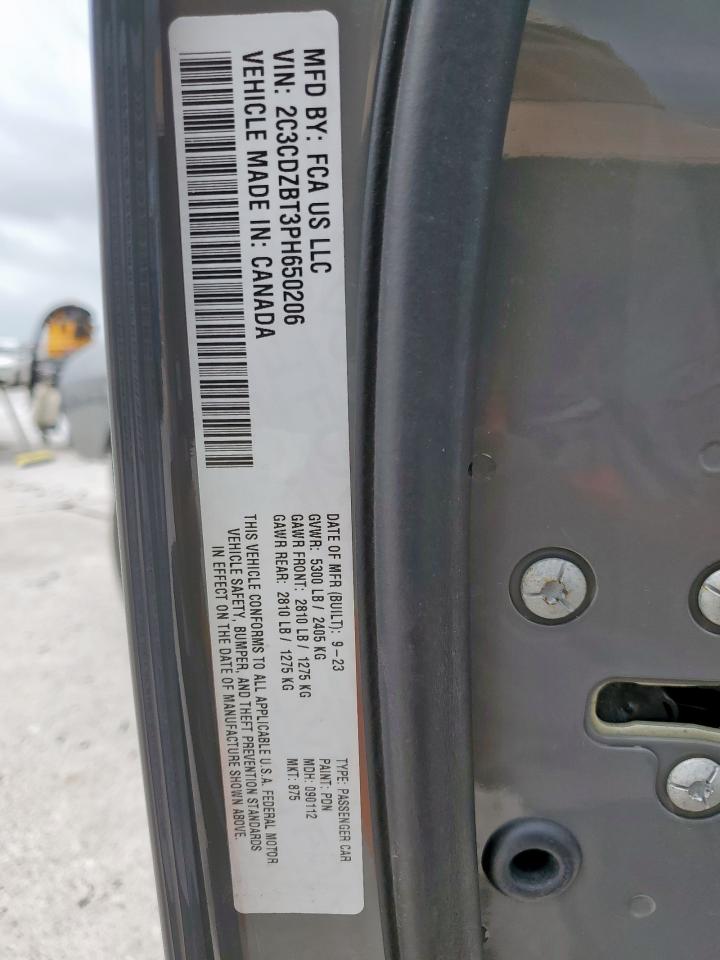 MFD BY: FCA US LLC
VIN: 2C3CDZBT3PH650206
VEHICLE MADE IN: CANADA
DATE OF MFR (BUILT): 9-23
GVWR: 5300 LB / 2405 KG
GAWR FRONT: 2810 LB / 1275 KG
GAWR REAR: 2810 LB / 1275 KG
TYPE: PASSENGER CAR
PAINT: PDN
MDH: 090112
MKT: 875
THIS VEHICLE CONFORMS TO ALL APPLICABLE U.S.A. FEDERAL MOTOR
VEHICLE SAFETY, BUMPER, AND THEFT PREVENTION STANDARDS
IN EFFECT ON THE DATE OF MANUFACTURE SHOWN ABOVE.